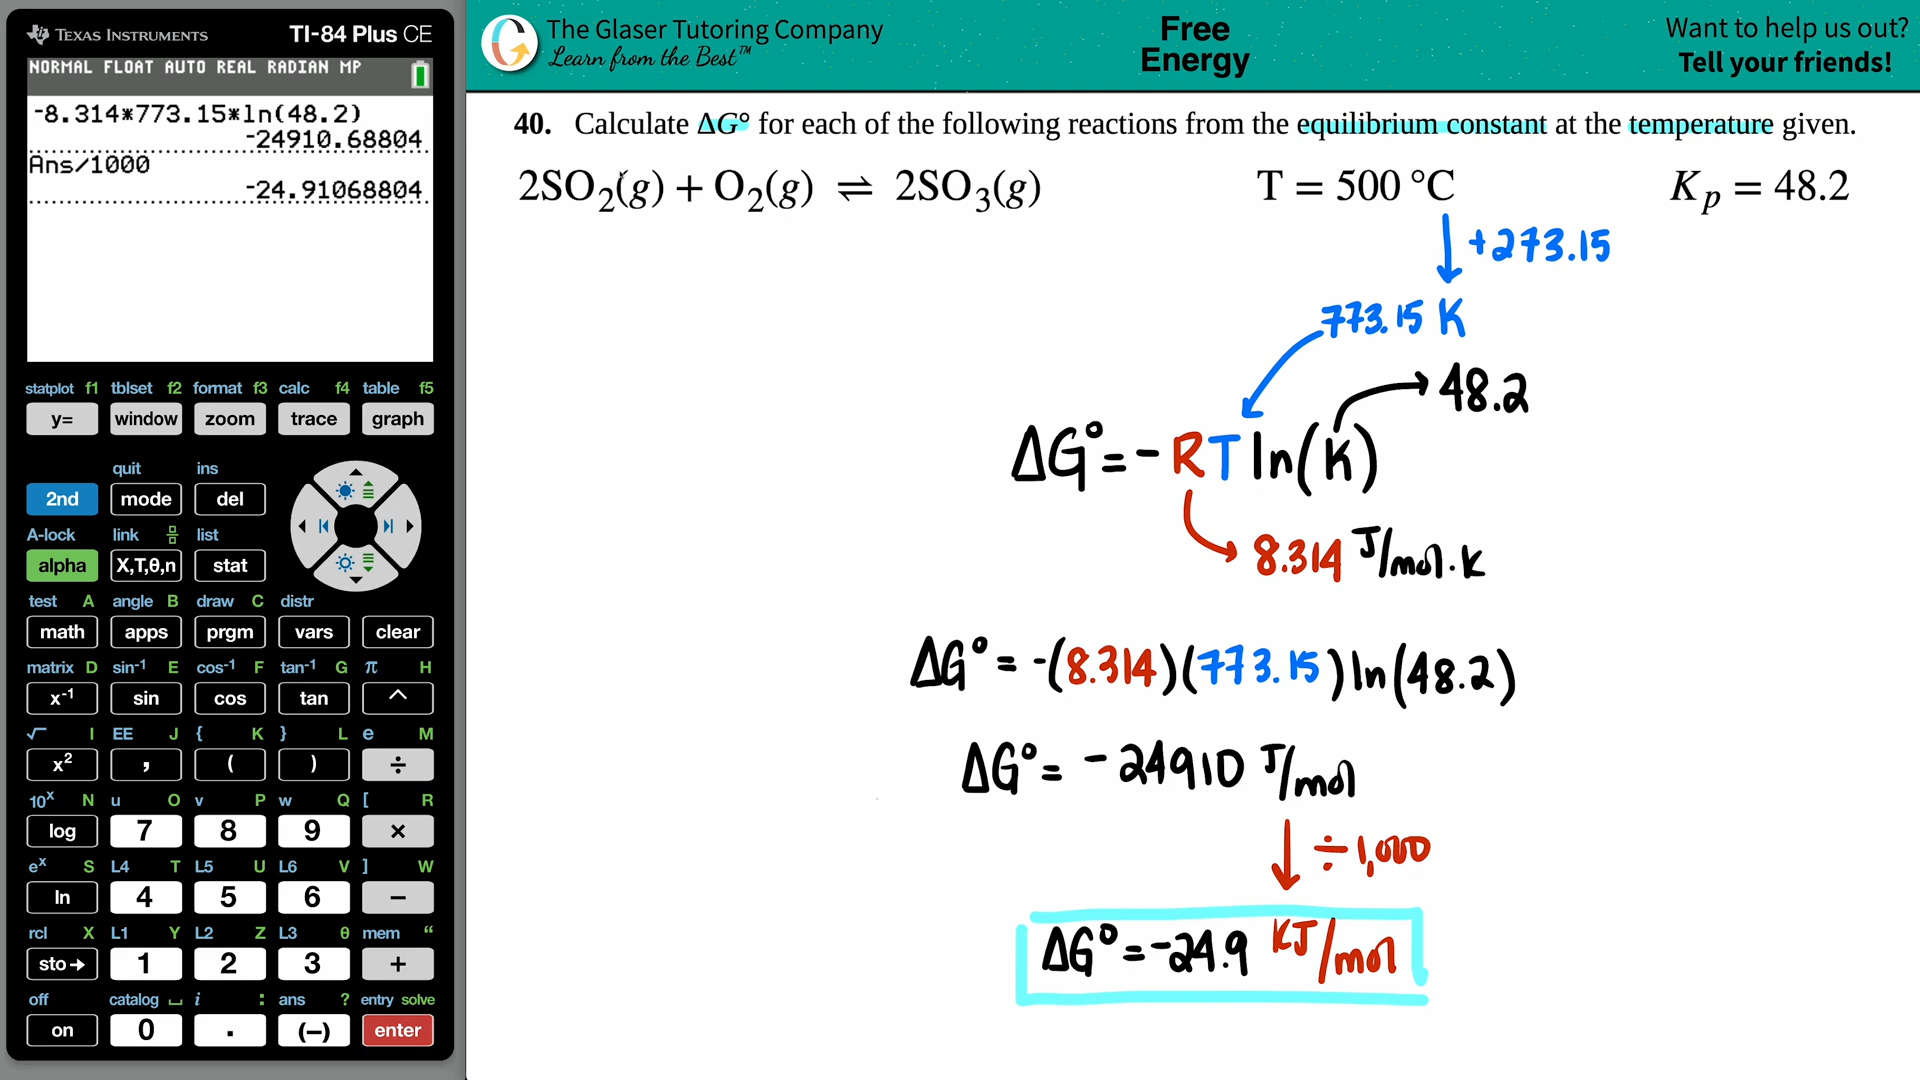 TEXAS INSTRUMENTS TI-84 Plus CE
NORMAL FLOAT AUTO REAL RADIAN MP
-8.314*773.15*ln(48.2)
-24910.68804
Ans/1000
-24.91068804
statplot f1 tblset f2 format f3 calc f4 table f5
y= window zoom trace graph
quit ins
2nd mode del
A-lock link list
alpha X,T,θ,n stat
test A angle B draw C distr
math apps prgm vars clear
matrix D sin⁻¹ E cos⁻¹ F tan⁻¹ G π H
x⁻¹ sin cos tan ^
√ I EE J { K } L e M
x² , ( ) ÷
10ˣ N u O v P w Q [ R
log 7 8 9 ×
eˣ S L4 T L5 U L6 V ] W
ln 4 5 6 −
rcl X L1 Y L2 Z L3 θ mem “
sto→ 1 2 3 +
off catalog ⎵ i : ans ? entry solve
on 0 . (–) enter
The Glaser Tutoring Company
Learn from the Best™
Free
Energy
Want to help us out?
Tell your friends!
40. Calculate ΔG° for each of the following reactions from the equilibrium constant at the temperature given.
2SO₂(g) + O₂(g) ⇌ 2SO₃(g) T = 500 °C Kₚ = 48.2
+273.15
773.15 K
48.2
ΔG° = -RT ln(K)
8.314 J/mol·K
ΔG° = -(8.314)(773.15) ln(48.2)
ΔG° = -24910 J/mol
÷ 1,000
ΔG° = -24.9 KJ/mol